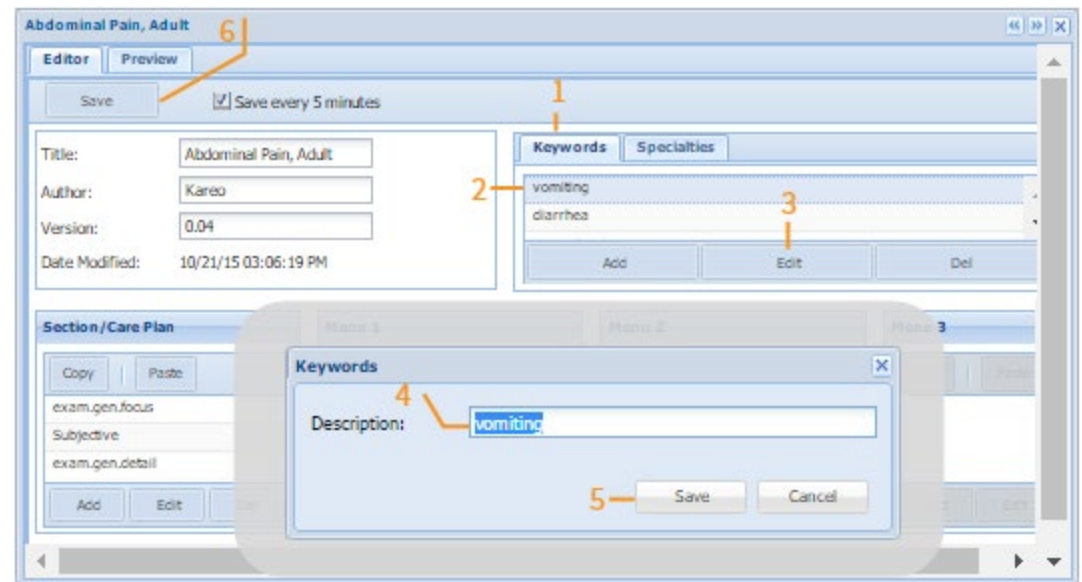 Abdominal Pain, Adult
6
Editor Preview
Save Save every 5 minutes
1
Title: Abdominal Pain, Adult
Author: Kareo
Version: 0.04
Date Modified: 10/21/15 03:06:19 PM
Keywords Specialties
2
vomiting
diarrhea
3
Add Edit Del
Section/Care Plan Menu 1 Menu 2 Menu 3
Copy Paste
exam.gen.focus
Subjective
exam.gen.detail
Add Edit Del
Paste
Edit
Keywords
4
Description: vomiting
5 Save Cancel